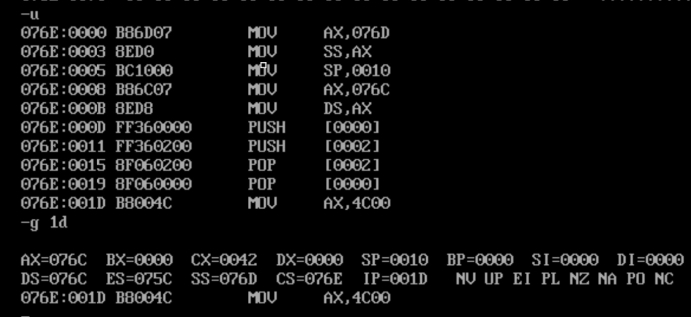 -u
076E:0000 B86D07 MOV AX,076D
076E:0003 8ED0 MOV SS,AX
076E:0005 BC1000 MOV SP,0010
076E:0008 B86C07 MOV AX,076C
076E:000B 8ED8 MOV DS,AX
076E:000D FF360000 PUSH [0000]
076E:0011 FF360200 PUSH [0002]
076E:0015 8F060200 POP [0002]
076E:0019 8F060000 POP [0000]
076E:001D B8004C MOV AX,4C00
-g 1d
AX=076C BX=0000 CX=0042 DX=0000 SP=0010 BP=0000 SI=0000 DI=0000
DS=076C ES=075C SS=076D CS=076E IP=001D NV UP EI PL NZ NA PO NC
076E:001D B8004C MOV AX,4C00